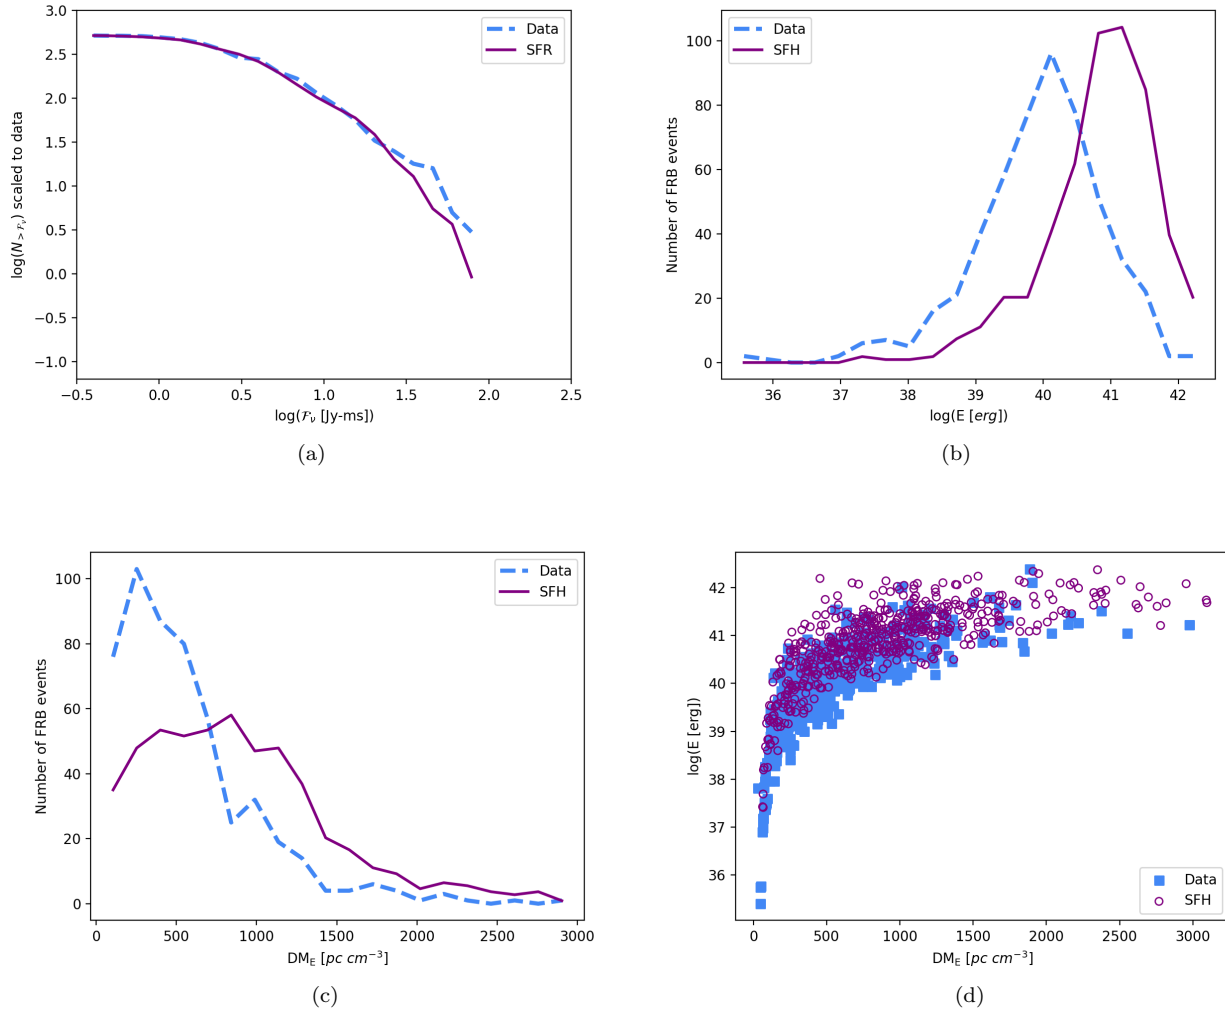 3.0
2.5
2.0
1.5
1.0
0.5
0.0
−0.5
−1.0
−0.5 0.0 0.5 1.0 1.5 2.0 2.5
log(N>ℱν) scaled to data
log(ℱν [Jy-ms])
Data
SFR
(a)
100
80
60
40
20
0
36 37 38 39 40 41 42
Number of FRB events
log(E [erg])
Data
SFH
(b)
100
80
60
40
20
0
0 500 1000 1500 2000 2500 3000
Number of FRB events
DME [pc cm−3]
Data
SFH
(c)
42
41
40
39
38
37
36
0 500 1000 1500 2000 2500 3000
log(E [erg])
DME [pc cm−3]
Data
SFH
(d)